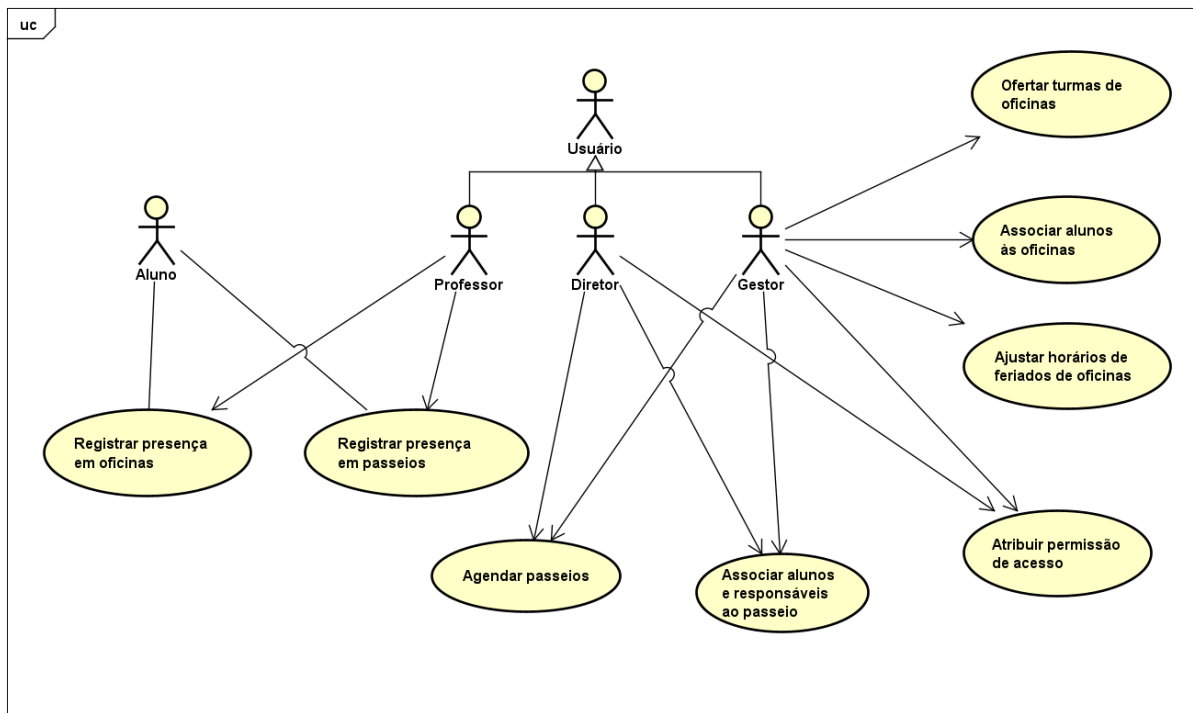 uc
Usuário
Aluno
Professor
Diretor
Gestor
Ofertar turmas de
oficinas
Associar alunos
às oficinas
Ajustar horários de
feriados de oficinas
Registrar presença
em oficinas
Registrar presença
em passeios
Agendar passeios
Associar alunos
e responsáveis
ao passeio
Atribuir permissão
de acesso